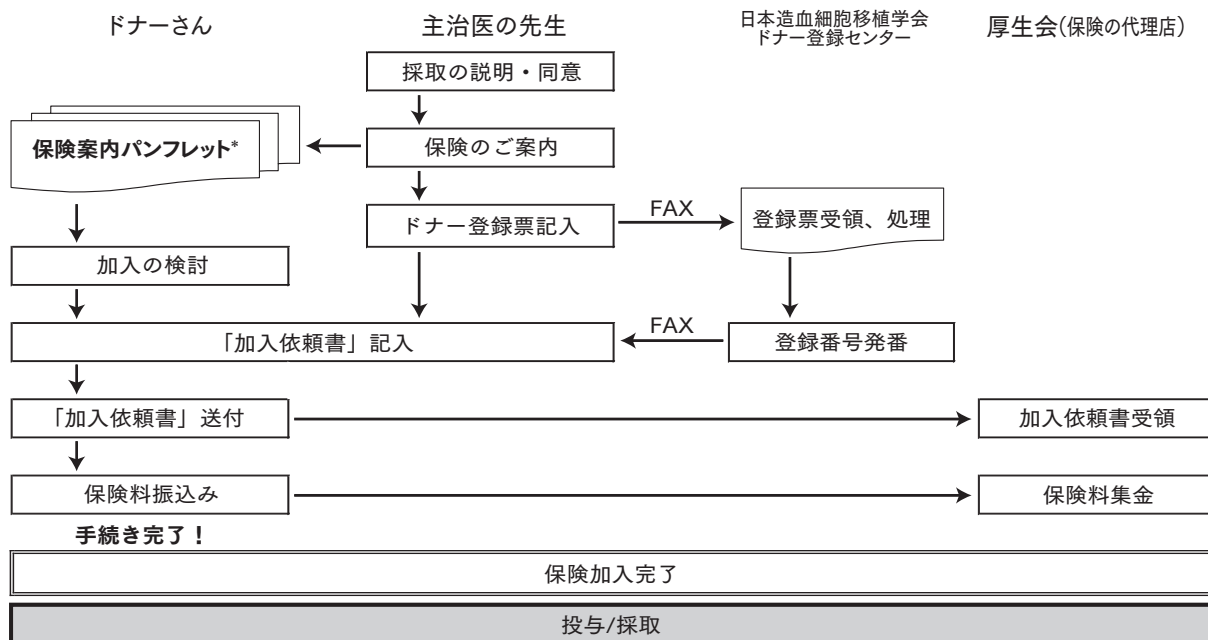 ドナーさん
主治医の先生
日本造血細胞移植学会
ドナー登録センター
厚生会(保険の代理店)
採取の説明・同意
保険案内パンフレット*
保険のご案内
ドナー登録票記入
FAX
登録票受領、処理
加入の検討
「加入依頼書」記入
FAX
登録番号発番
「加入依頼書」送付
加入依頼書受領
保険料振込み
保険料集金
手続き完了！
保険加入完了
投与/採取